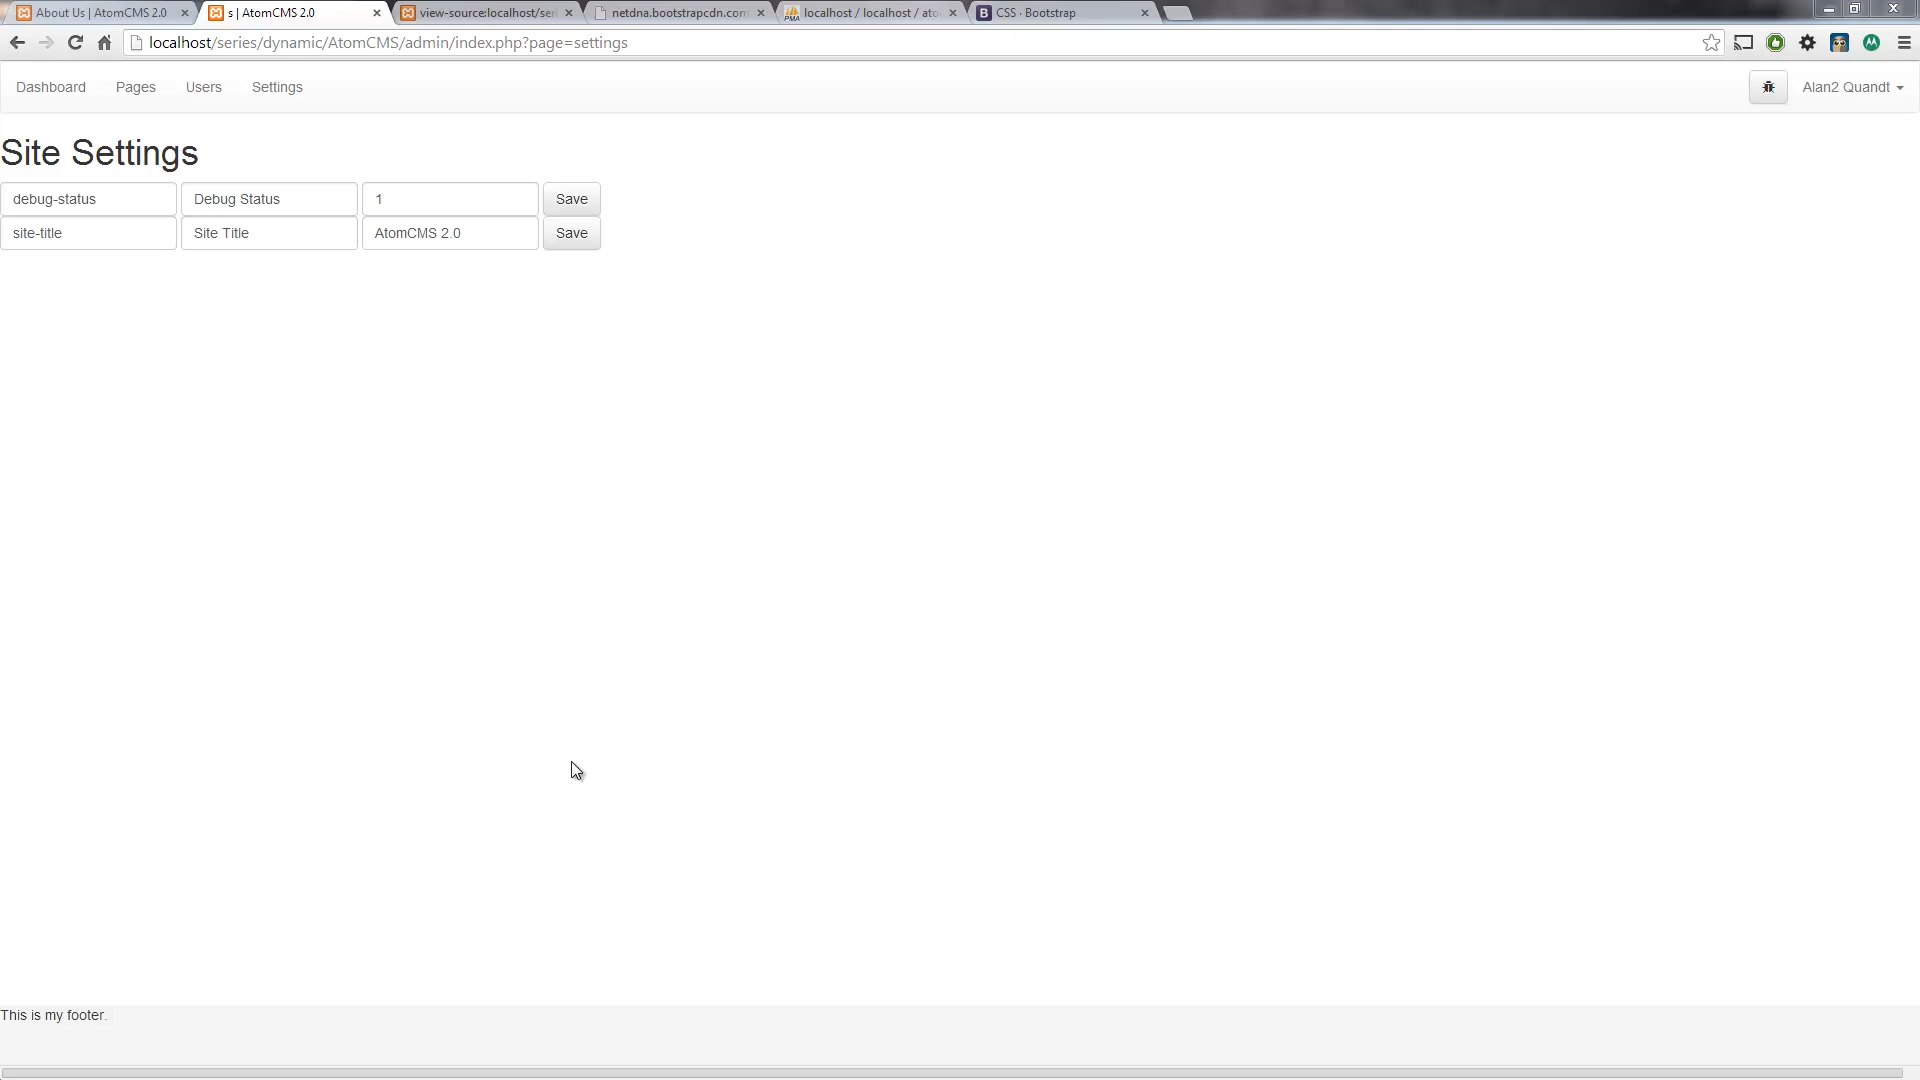 About Us | AtomCMS 2.0
s | AtomCMS 2.0
view-source:localhost/seri
netdna.bootstrapcdn.com
PMA
localhost / localhost / ato
B
CSS · Bootstrap
localhost/series/dynamic/AtomCMS/admin/index.php?page=settings
Dashboard Pages Users Settings Alan2 Quandt
Site Settings
debug-status Debug Status 1 Save
site-title Site Title AtomCMS 2.0 Save
This is my footer.